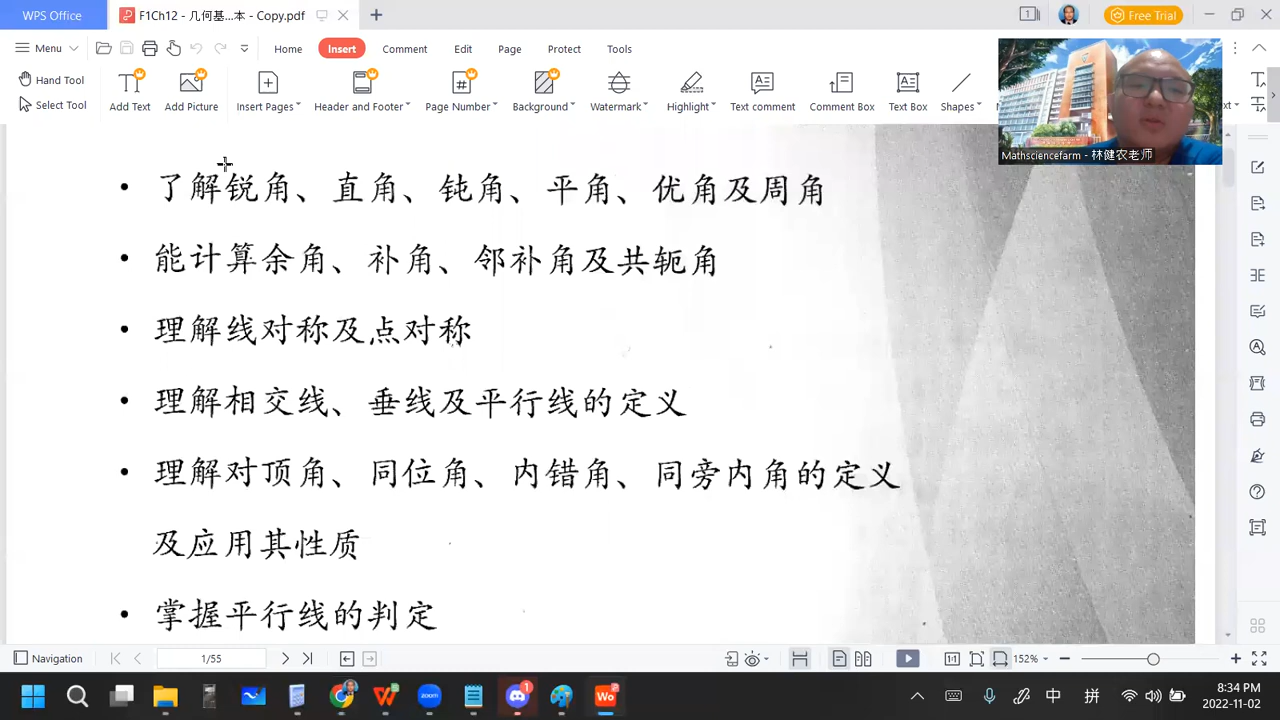 WPS Office
F1Ch12 - 几何基...本 - Copy.pdf
1
Free Trial
Menu
Home
Insert
Comment
Edit
Page
Protect
Tools
Hand Tool
Select Tool
Add Text
Add Picture
Insert Pages
Header and Footer
Page Number
Background
Watermark
Highlight
Text comment
Comment Box
Text Box
Shapes
Mathsciencefarm - 林健农老师
• 了解锐角、直角、钝角、平角、优角及周角
• 能计算余角、补角、邻补角及共轭角
• 理解线对称及点对称
• 理解相交线、垂线及平行线的定义
• 理解对顶角、同位角、内错角、同旁内角的定义
及应用其性质
• 掌握平行线的判定
Navigation
1/55
1:1
152%
W
zoom
1
Wo
中
拼
8:34 PM
2022-11-02